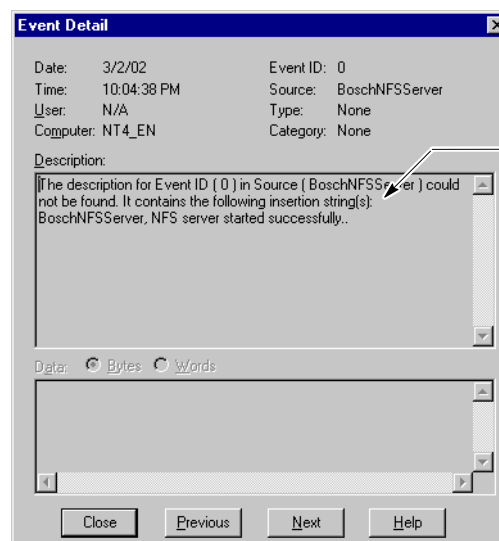 Event Detail
Date: 3/2/02 Event ID: 0
Time: 10:04:38 PM Source: BoschNFSServer
User: N/A Type: None
Computer: NT4_EN Category: None
Description:
The description for Event ID ( 0 ) in Source ( BoschNFSServer ) could
not be found. It contains the following insertion string(s):
BoschNFSServer, NFS server started successfully..
Data: Bytes Words
Close Previous Next Help